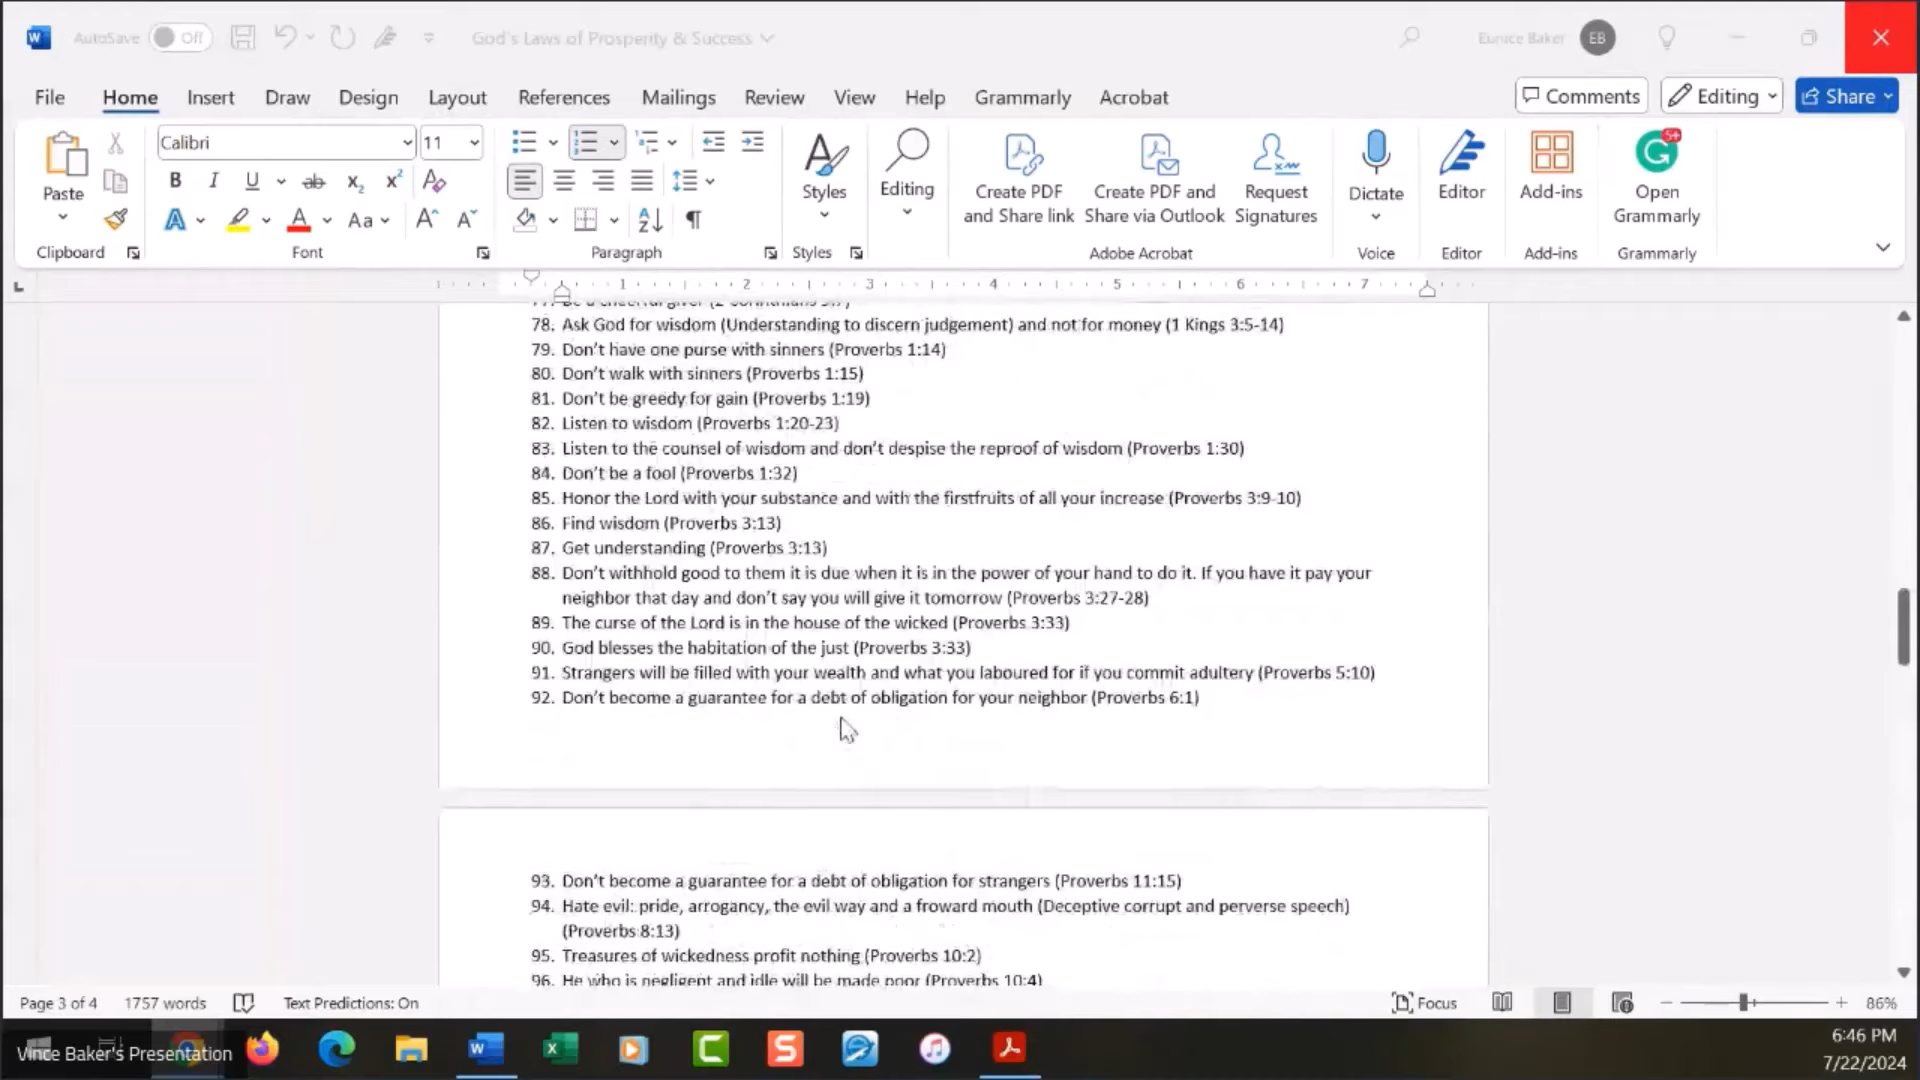 AutoSave Off God's Laws of Prosperity & Success Eunice Baker EB
File Home Insert Draw Design Layout References Mailings Review View Help Grammarly Acrobat Comments Editing Share
Calibri 11
Paste Styles Editing Create PDF and Share link Create PDF and Share via Outlook Request Signatures Dictate Editor Add-ins Open Grammarly
Clipboard Font Paragraph Styles Adobe Acrobat Voice Editor Add-ins Grammarly
1 2 3 4 5 6 7
78. Ask God for wisdom (Understanding to discern judgement) and not for money (1 Kings 3:5-14)
79. Don't have one purse with sinners (Proverbs 1:14)
80. Don't walk with sinners (Proverbs 1:15)
81. Don't be greedy for gain (Proverbs 1:19)
82. Listen to wisdom (Proverbs 1:20-23)
83. Listen to the counsel of wisdom and don't despise the reproof of wisdom (Proverbs 1:30)
84. Don't be a fool (Proverbs 1:32)
85. Honor the Lord with your substance and with the firstfruits of all your increase (Proverbs 3:9-10)
86. Find wisdom (Proverbs 3:13)
87. Get understanding (Proverbs 3:13)
88. Don't withhold good to them it is due when it is in the power of your hand to do it. If you have it pay your
neighbor that day and don't say you will give it tomorrow (Proverbs 3:27-28)
89. The curse of the Lord is in the house of the wicked (Proverbs 3:33)
90. God blesses the habitation of the just (Proverbs 3:33)
91. Strangers will be filled with your wealth and what you laboured for if you commit adultery (Proverbs 5:10)
92. Don't become a guarantee for a debt of obligation for your neighbor (Proverbs 6:1)
93. Don't become a guarantee for a debt of obligation for strangers (Proverbs 11:15)
94. Hate evil: pride, arrogancy, the evil way and a froward mouth (Deceptive corrupt and perverse speech)
(Proverbs 8:13)
95. Treasures of wickedness profit nothing (Proverbs 10:2)
96. He who is negligent and idle will be made poor (Proverbs 10:4)
Page 3 of 4 1757 words Text Predictions: On Focus 86%
Vince Baker's Presentation
6:46 PM
7/22/2024